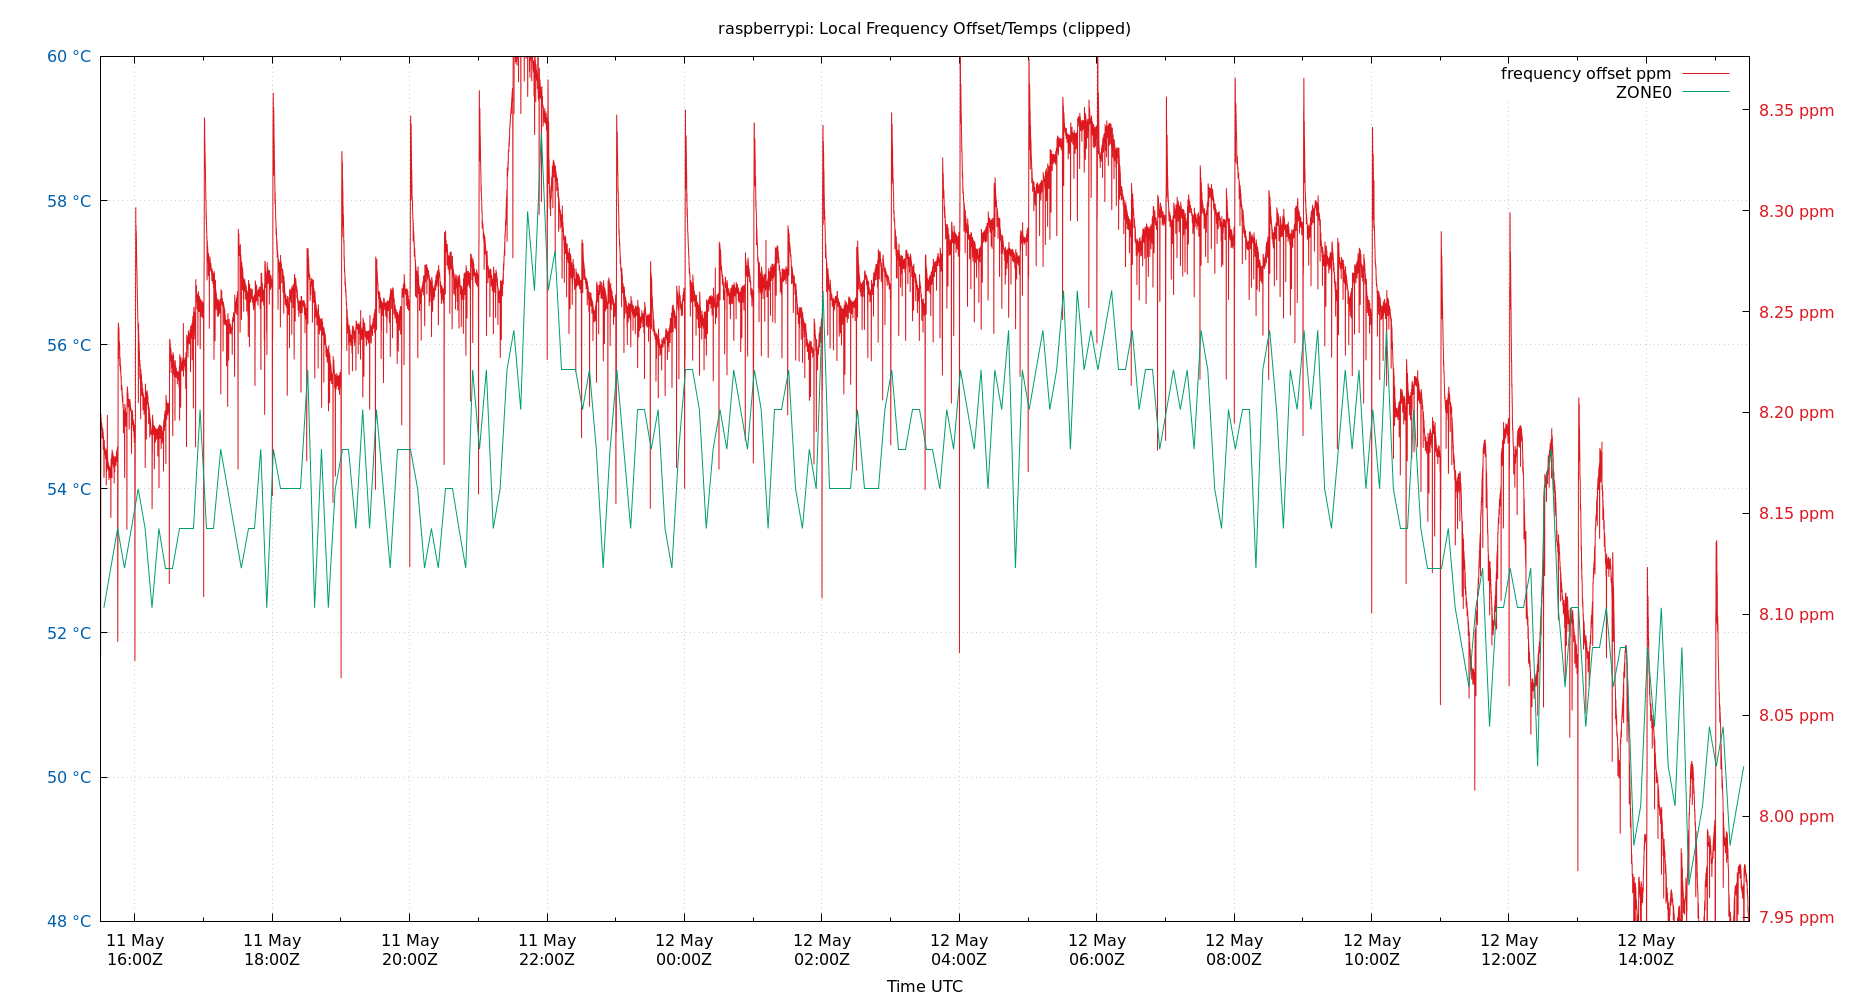 raspberrypi: Local Frequency Offset/Temps (clipped)
frequency offset ppm
ZONE0
60 °C
58 °C
56 °C
54 °C
52 °C
50 °C
48 °C
8.35 ppm
8.30 ppm
8.25 ppm
8.20 ppm
8.15 ppm
8.10 ppm
8.05 ppm
8.00 ppm
7.95 ppm
11 May
16:00Z
11 May
18:00Z
11 May
20:00Z
11 May
22:00Z
12 May
00:00Z
12 May
02:00Z
12 May
04:00Z
12 May
06:00Z
12 May
08:00Z
12 May
10:00Z
12 May
12:00Z
12 May
14:00Z
Time UTC